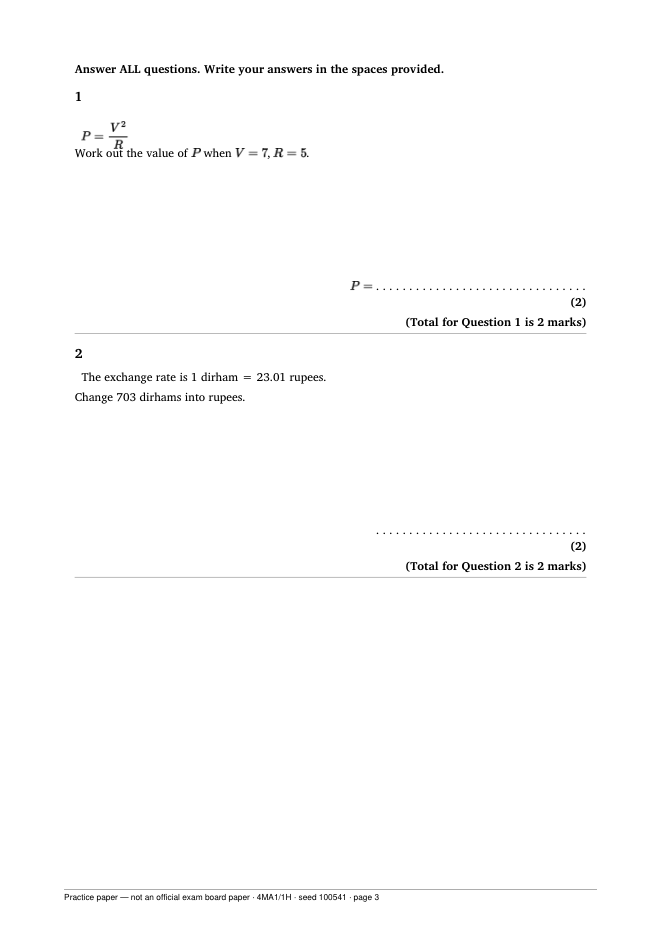 Answer ALL questions. Write your answers in the spaces provided.
1
P = V²/R
Work out the value of P when V = 7, R = 5.
P = . . . . . . . . . . . . . . . . . . . . . . . . . . . . . . . .
(2)
(Total for Question 1 is 2 marks)
2
The exchange rate is 1 dirham = 23.01 rupees.
Change 703 dirhams into rupees.
. . . . . . . . . . . . . . . . . . . . . . . . . . . . . . . .
(2)
(Total for Question 2 is 2 marks)
Practice paper — not an official exam board paper · 4MA1/1H · seed 100541 · page 3